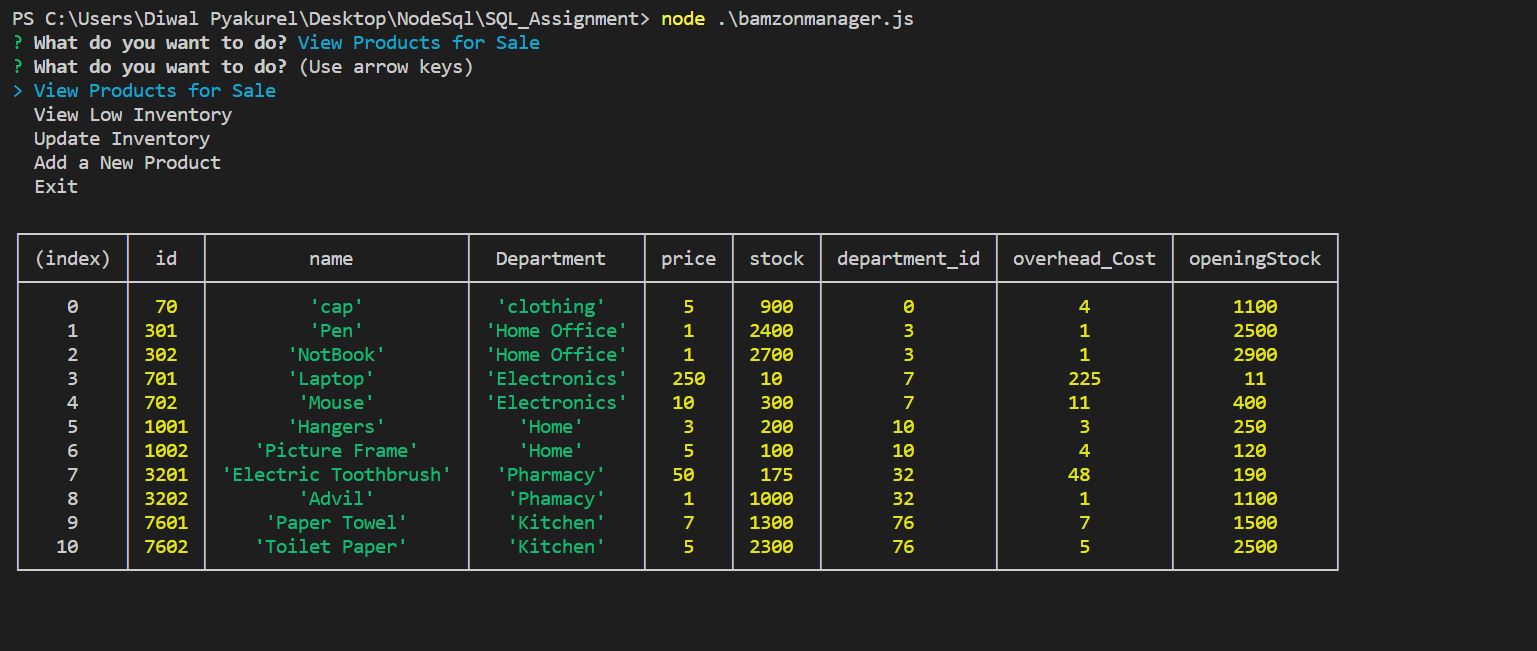 PS C:\Users\Diwal Pyakurel\Desktop\NodeSql\SQL_Assignment> node .\bamzonmanager.js
? What do you want to do? View Products for Sale
? What do you want to do? (Use arrow keys)
> View Products for Sale
View Low Inventory
Update Inventory
Add a New Product
Exit
(index) id name Department price stock department_id overhead_Cost openingStock
0 70 'cap' 'clothing' 5 900 0 4 1100
1 301 'Pen' 'Home Office' 1 2400 3 1 2500
2 302 'NotBook' 'Home Office' 1 2700 3 1 2900
3 701 'Laptop' 'Electronics' 250 10 7 225 11
4 702 'Mouse' 'Electronics' 10 300 7 11 400
5 1001 'Hangers' 'Home' 3 200 10 3 250
6 1002 'Picture Frame' 'Home' 5 100 10 4 120
7 3201 'Electric Toothbrush' 'Pharmacy' 50 175 32 48 190
8 3202 'Advil' 'Phamacy' 1 1000 32 1 1100
9 7601 'Paper Towel' 'Kitchen' 7 1300 76 7 1500
10 7602 'Toilet Paper' 'Kitchen' 5 2300 76 5 2500